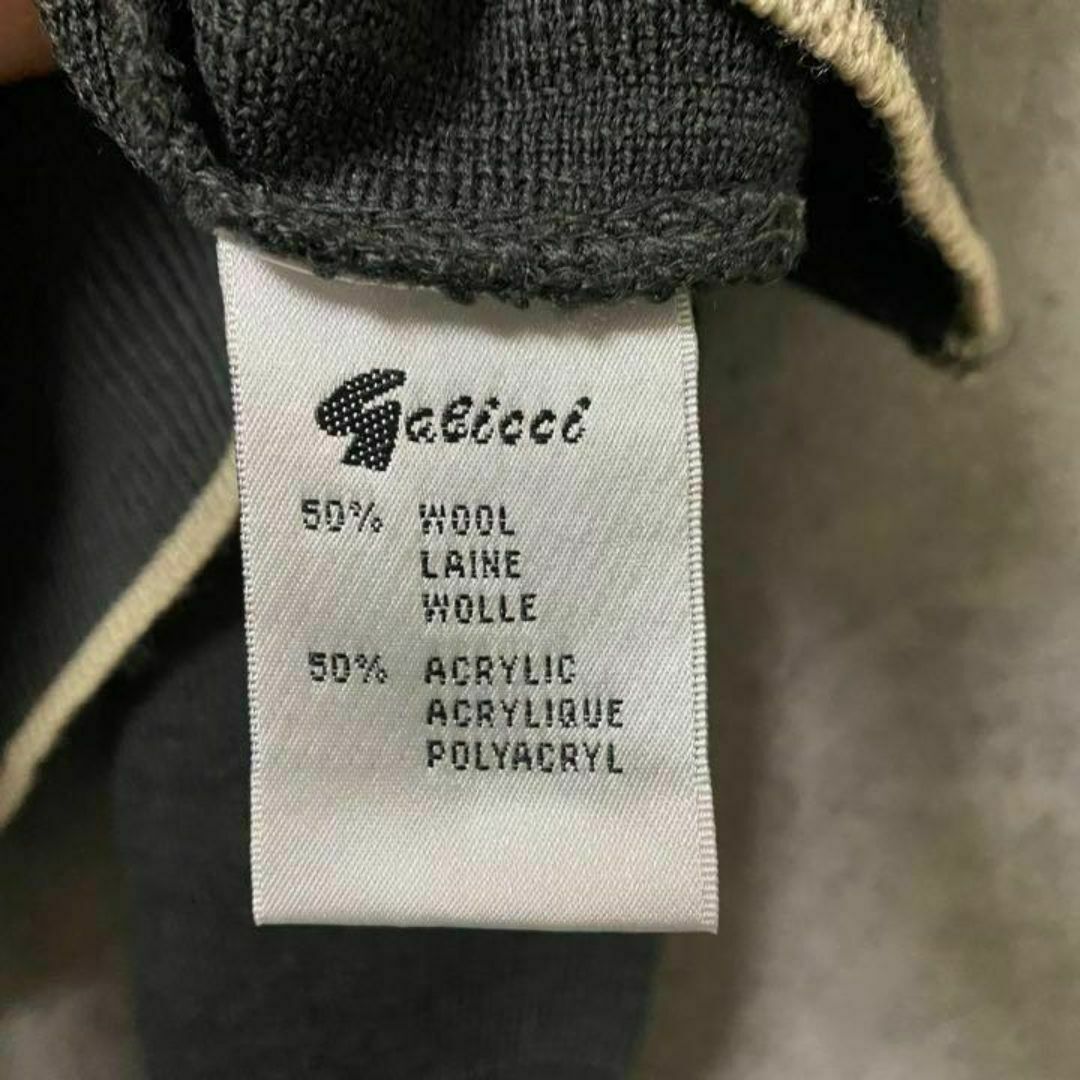 Gabicci
50% WOOL
LAINE
WOLLE
50% ACRYLIC
ACRYLIQUE
POLYACRYL